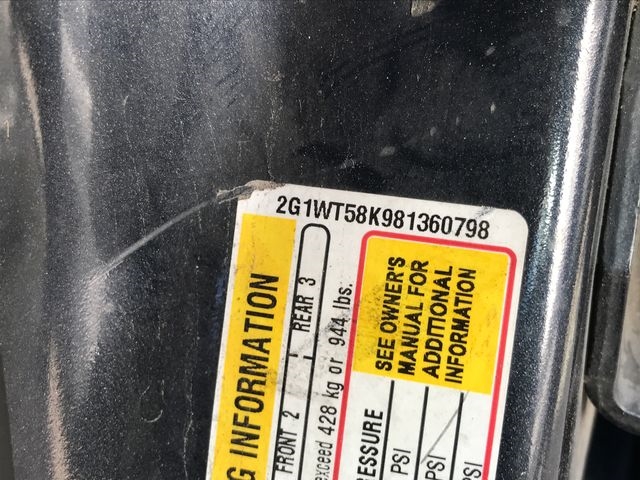 2G1WT58K981360798
G INFORMATION
FRONT 2 REAR 3
exceed 428 kg or 944 lbs.
SEE OWNER'S
MANUAL FOR
ADDITIONAL
INFORMATION
ESSURE
PSI
PSI
PSI